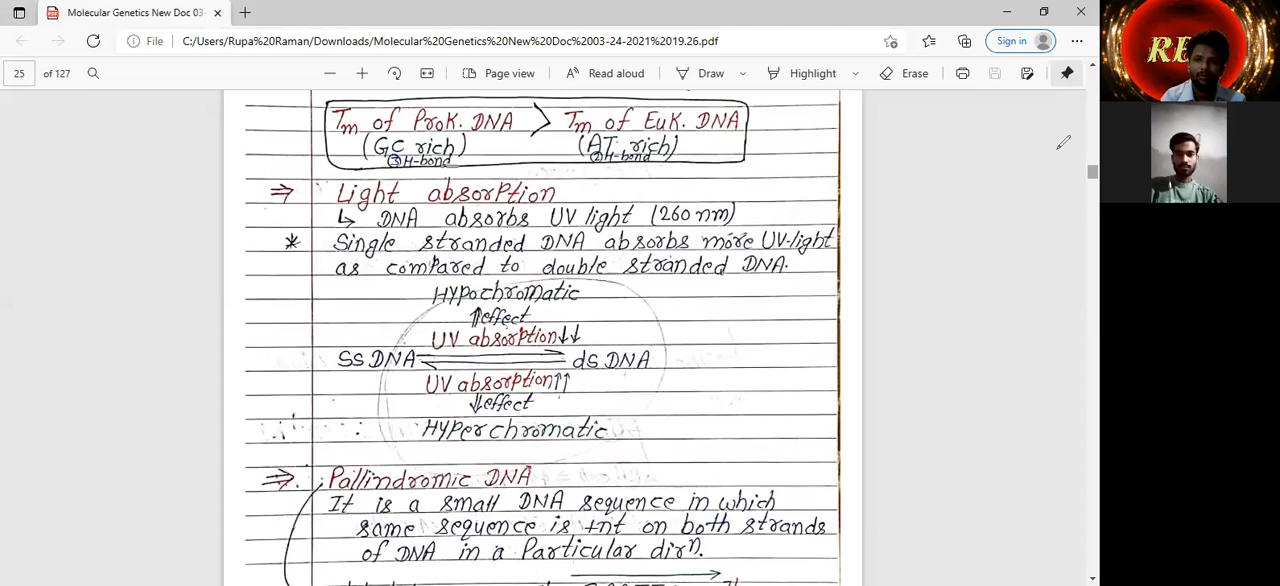 Molecular Genetics New Doc 03-
File
C:/Users/Rupa%20Raman/Downloads/Molecular%20Genetics%20New%20Doc%2003-24-2021%2019.26.pdf
Sign in
25 of 127
Page view
Read aloud
Draw
Highlight
Erase
RE
Tm of Prok. DNA > Tm of Euk. DNA
(GC rich) (AT rich)
③H-bond ②H-bond
⇒ Light absorption
↳ DNA absorbs UV light (260 nm)
* Single stranded DNA absorbs more UV-light
as compared to double stranded DNA.
Hypochromatic
↑effect
UV absorption↓↓
SS DNA ⇌ ds DNA
UV absorption↑↑
↓effect
Hyperchromatic
⇒ Pallindromic DNA
It is a small DNA sequence in which
same sequence is +nt on both strands
of DNA in a Particular dirⁿ.